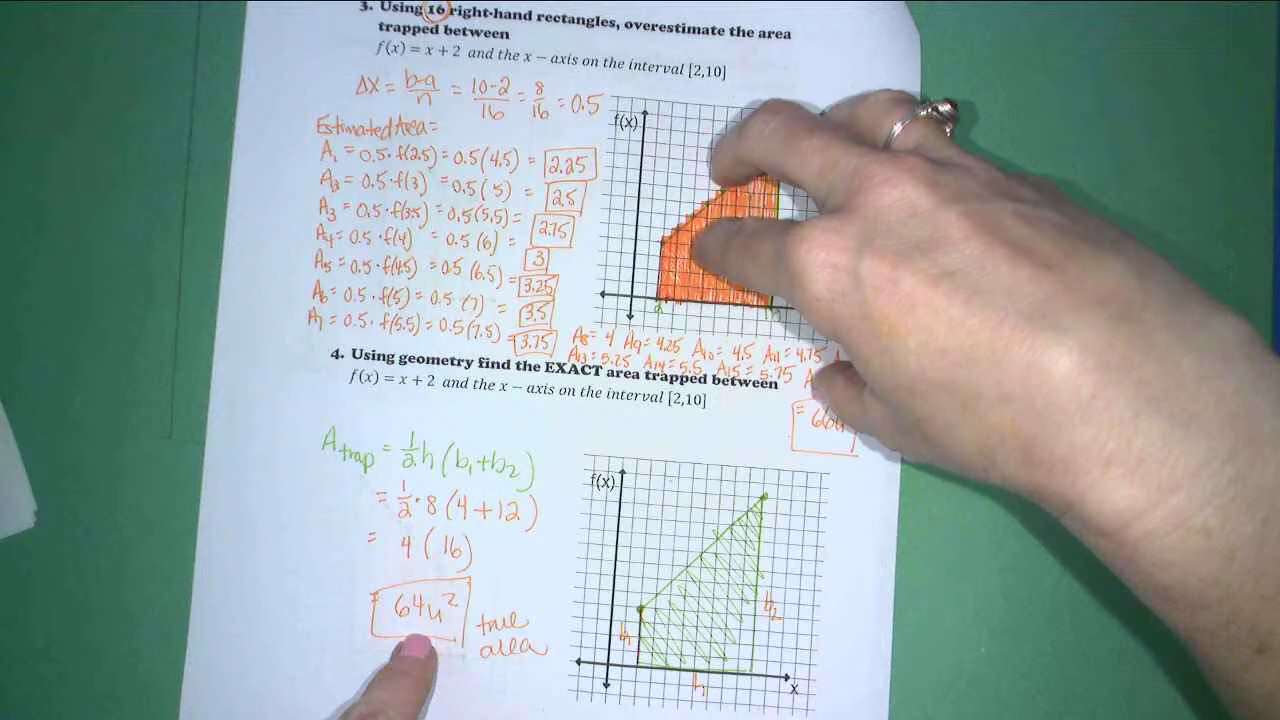 3. Using 16 right-hand rectangles, overestimate the area
trapped between
f(x) = x + 2 and the x − axis on the interval [2,10]
Δx = b-a/n = 10-2/16 = 8/16 = 0.5
Estimated Area =
A1 = 0.5·f(2.5) = 0.5(4.5) = 2.25
A3 = 0.5·f(3) = 0.5(5) = 2.5
A3 = 0.5·f(3.5) = 0.5(5.5) = 2.75
A4 = 0.5·f(4) = 0.5(6) = 3
A5 = 0.5·f(4.5) = 0.5(6.5) = 3.25
A6 = 0.5·f(5) = 0.5(7) = 3.5
A7 = 0.5·f(5.5) = 0.5(7.5) = 3.75
f(x)
2
A8 = 4 A9 = 4.25 A10 = 4.5 A11 = 4.75
A13 = 5.25 A14 = 5.5 A15 = 5.75
4. Using geometry find the EXACT area trapped between
f(x) = x + 2 and the x − axis on the interval [2,10]
Atrap = 1/2 h (b1 + b2)
= 1/2 · 8 (4 + 12)
= 4 (16)
= 64u²
true
area
f(x)
b1
b2
h
x